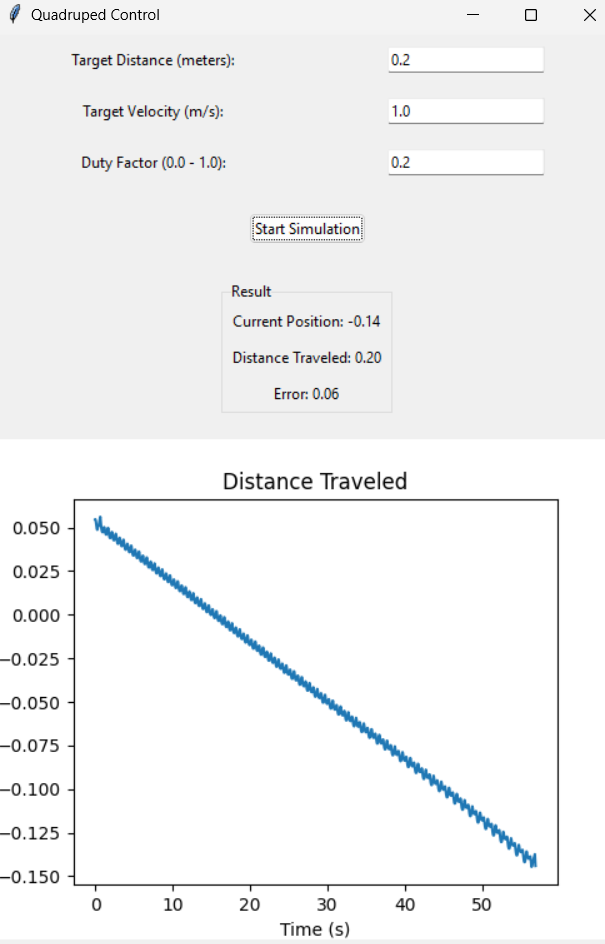 Quadruped Control
Target Distance (meters): 0.2
Target Velocity (m/s): 1.0
Duty Factor (0.0 - 1.0): 0.2
Start Simulation
Result
Current Position: -0.14
Distance Traveled: 0.20
Error: 0.06
Distance Traveled
0.050
0.025
0.000
−0.025
−0.050
−0.075
−0.100
−0.125
−0.150
0 10 20 30 40 50
Time (s)